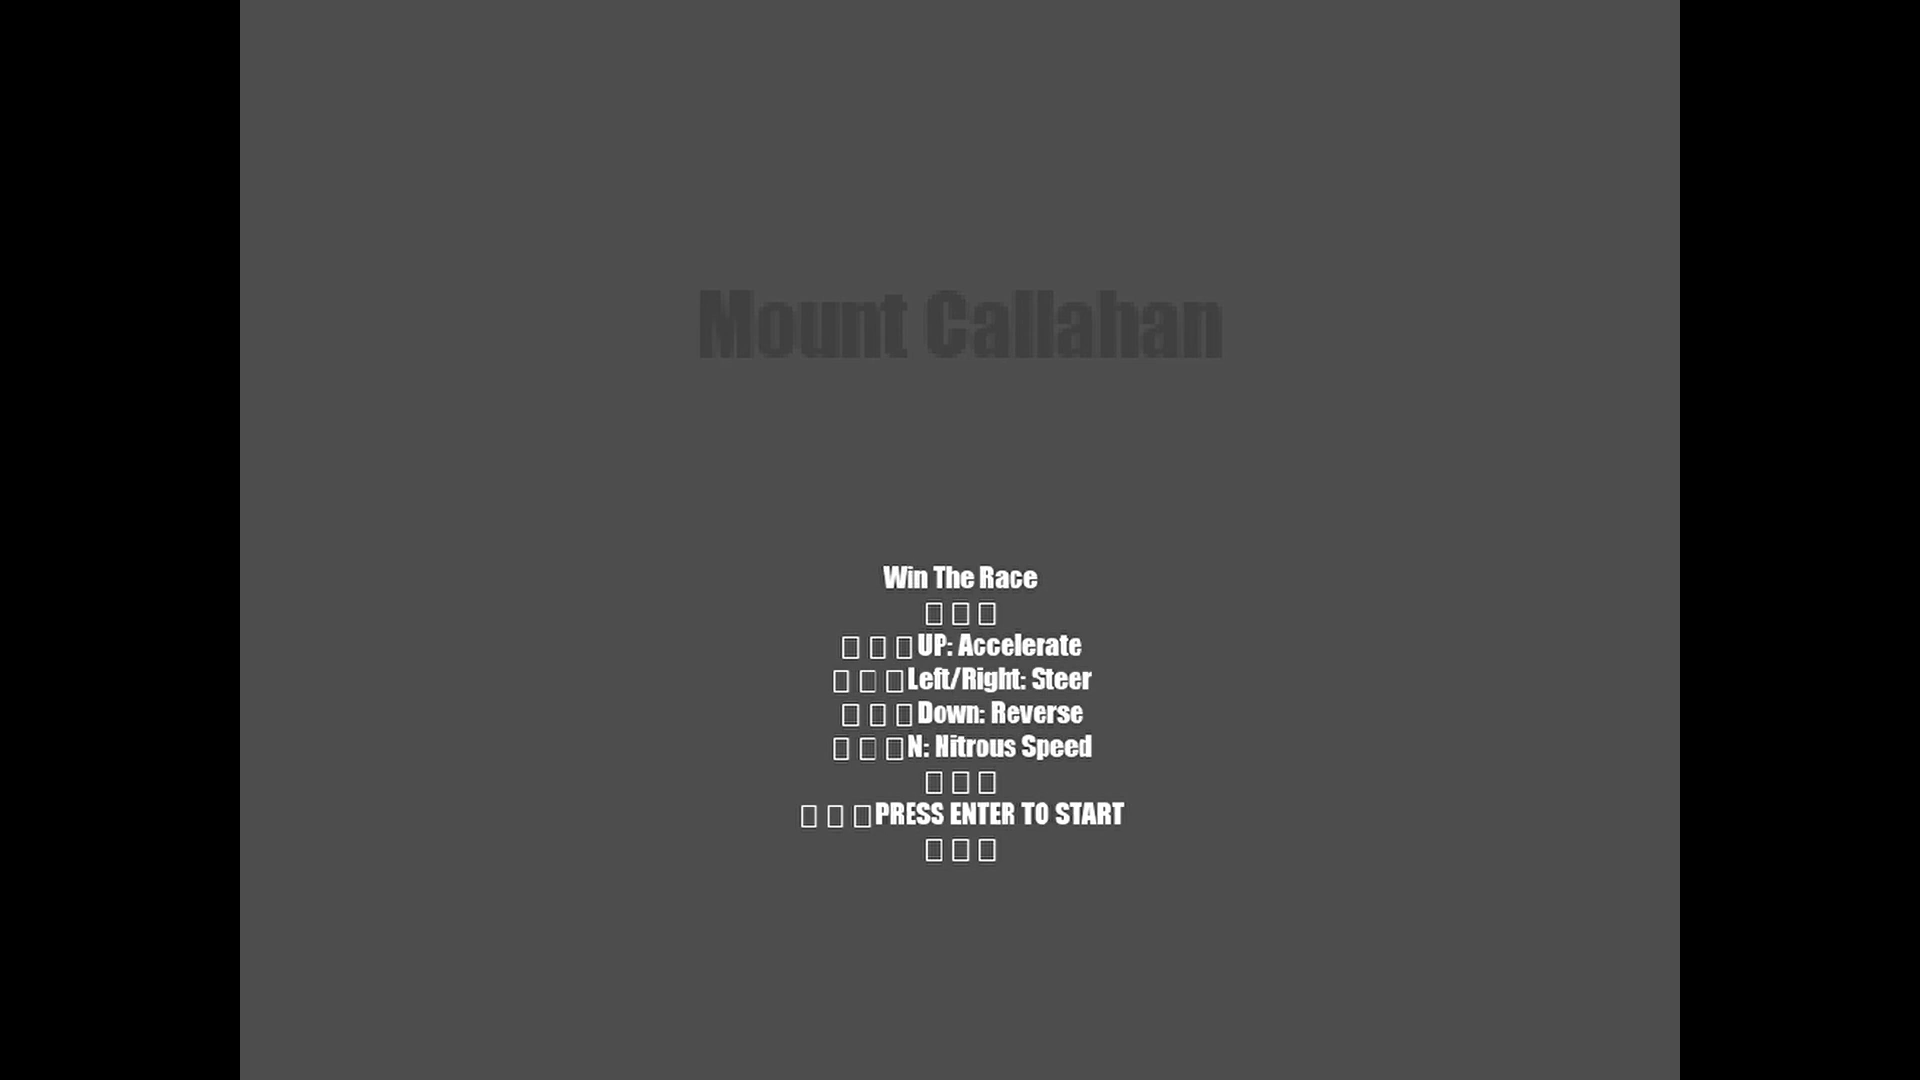 Mount Callahan
Win The Race
□ □ □
□ □ □UP: Accelerate
□ □ □Left/Right: Steer
□ □ □Down: Reverse
□ □ □N: Nitrous Speed
□ □ □
□ □ □PRESS ENTER TO START
□ □ □